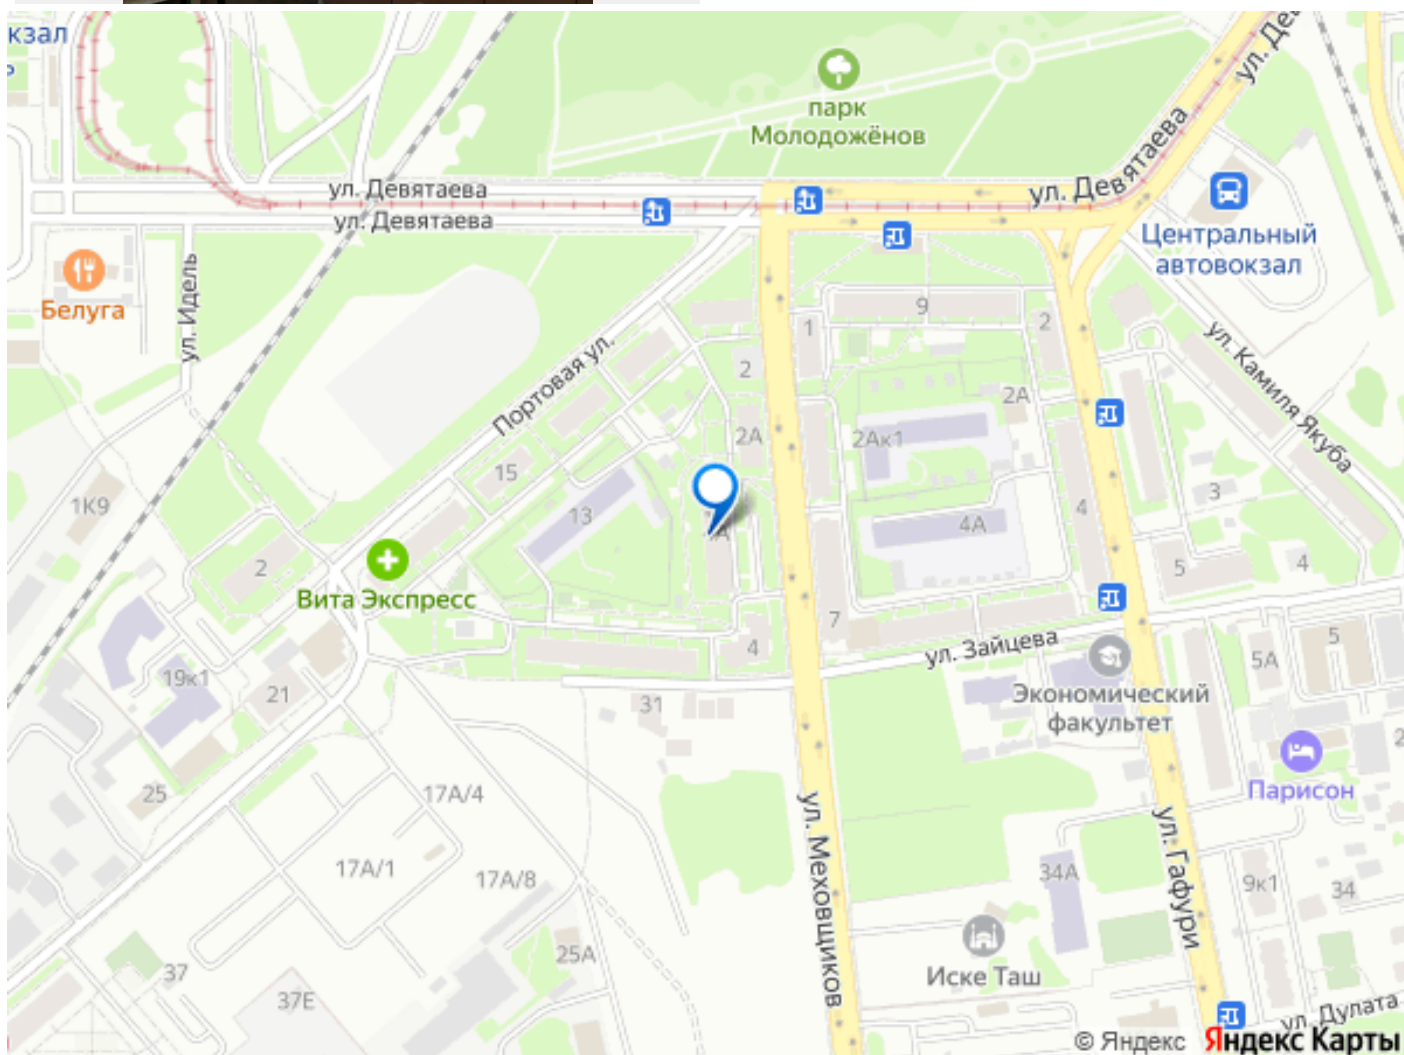 кзал
ул. Девятаева
ул. Девятаева
парк
Молодожёнов
ул. Девятаева
Центральный
автовокзал
Белуга
ул. Идель
Портовая ул.
9
1
2
2
2А
2А
2Ак1
ул. Камиля Якуба
15
1К9
13
4А
4
3
2
Вита Экспресс
5
4
7
4
ул. Зайцева
5
5А
Экономический
факультет
19к1
21
31
Парисон
25
17А/4
ул. Меховщиков
ул. Гафури
17А/1
17А/8
34А
9к1
34
25А
Иске Таш
37
37Е
ул. Дулата
© Яндекс Яндекс Карты